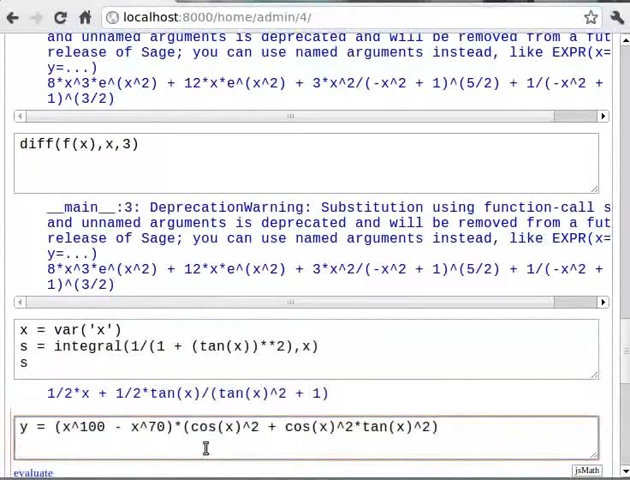 localhost:8000/home/admin/4/
and unnamed arguments is deprecated and will be removed from a fut
release of Sage; you can use named arguments instead, like EXPR(x=
y=...)
8*x^3*e^(x^2) + 12*x*e^(x^2) + 3*x^2/(-x^2 + 1)^(5/2) + 1/(-x^2 +
1)^(3/2)
diff(f(x),x,3)
__main__:3: DeprecationWarning: Substitution using function-call s
and unnamed arguments is deprecated and will be removed from a fut
release of Sage; you can use named arguments instead, like EXPR(x=
y=...)
8*x^3*e^(x^2) + 12*x*e^(x^2) + 3*x^2/(-x^2 + 1)^(5/2) + 1/(-x^2 +
1)^(3/2)
x = var('x')
s = integral(1/(1 + (tan(x))**2),x)
s
1/2*x + 1/2*tan(x)/(tan(x)^2 + 1)
y = (x^100 - x^70)*(cos(x)^2 + cos(x)^2*tan(x)^2)
evaluate
jsMath